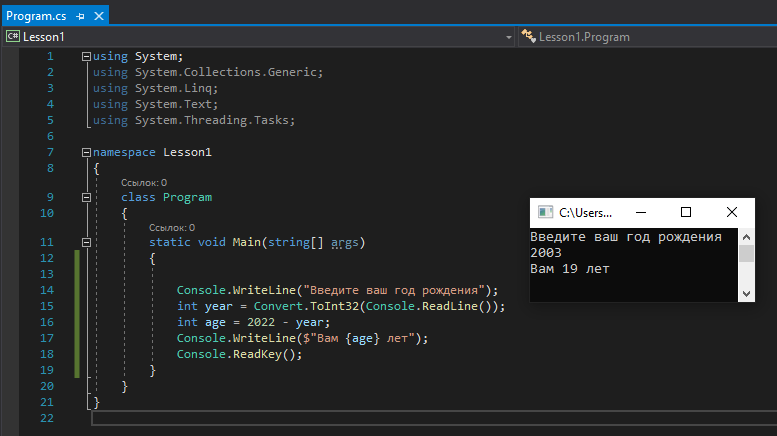 Program.cs
Lesson1
Lesson1.Program
1 using System;
2 using System.Collections.Generic;
3 using System.Linq;
4 using System.Text;
5 using System.Threading.Tasks;
6
7 namespace Lesson1
8 {
Ссылок: 0
9 class Program
10 {
Ссылок: 0
11 static void Main(string[] args)
12 {
13
14 Console.WriteLine("Введите ваш год рождения");
15 int year = Convert.ToInt32(Console.ReadLine());
16 int age = 2022 - year;
17 Console.WriteLine($"Вам {age} лет");
18 Console.ReadKey();
19 }
20 }
21 }
22
C:\Users...
Введите ваш год рождения
2003
Вам 19 лет